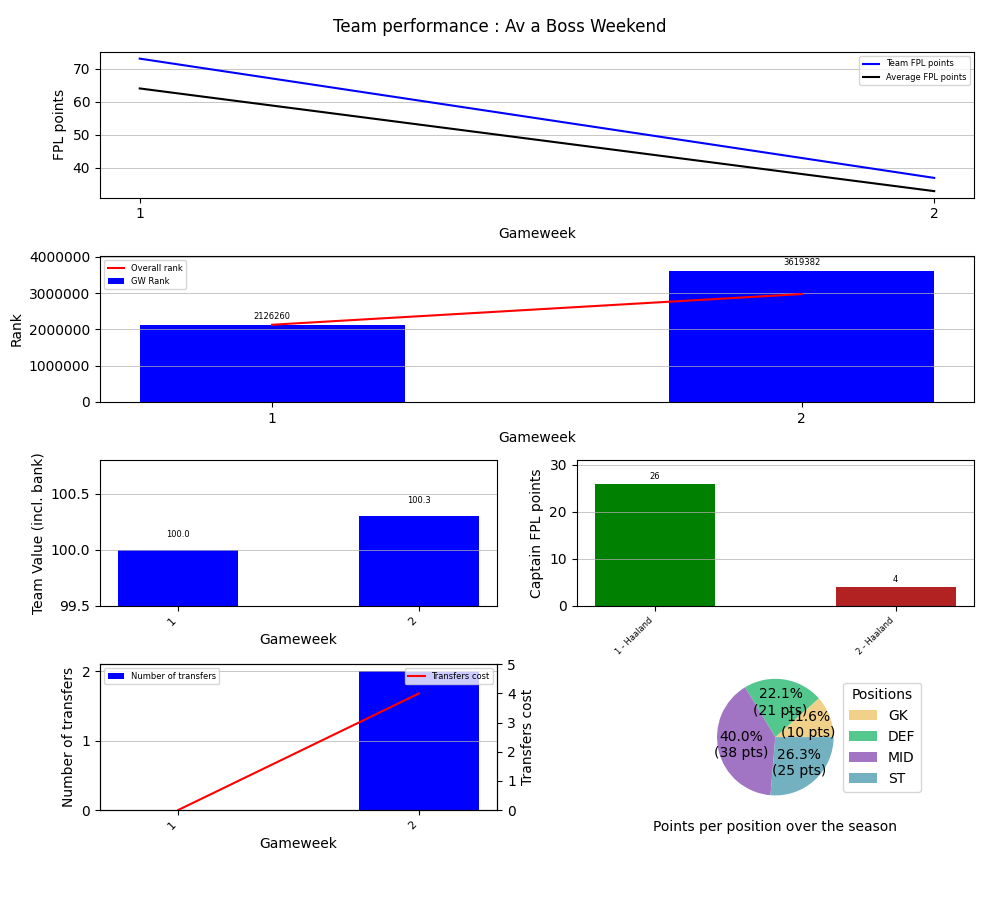 Team performance : Av a Boss Weekend
70
60
50
40
FPL points
Team FPL points
Average FPL points
1
2
Gameweek
4000000
3000000
2000000
1000000
0
Rank
Overall rank
GW Rank
2126260
3619382
1
2
Gameweek
100.5
100.0
99.5
Team Value (incl. bank)
100.0
100.3
1
2
Gameweek
30
20
10
0
Captain FPL points
26
4
1 - Haaland
2 - Haaland
2
1
0
Number of transfers
Number of transfers
Transfers cost
5
4
3
2
1
0
Transfers cost
1
2
Gameweek
22.1%
(21 pts)
11.6%
(10 pts)
40.0%
(38 pts)
26.3%
(25 pts)
Positions
GK
DEF
MID
ST
Points per position over the season